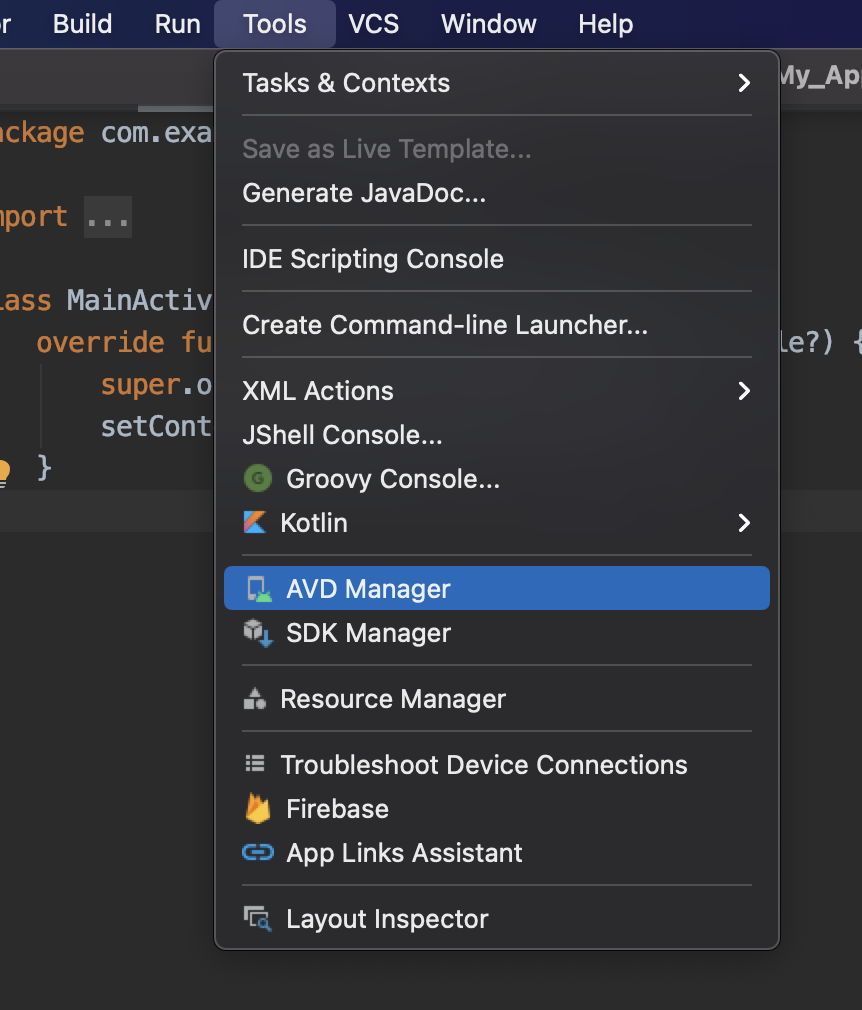 r Build Run Tools VCS Window Help
My_Ap
Tasks & Contexts
ackage com.exa
Save as Live Template...
Generate JavaDoc...
mport ...
IDE Scripting Console
lass MainActiv
Create Command-line Launcher...
override fu le?) {
super.o
XML Actions
setCont
JShell Console...
}
G Groovy Console...
Kotlin
AVD Manager
SDK Manager
Resource Manager
Troubleshoot Device Connections
Firebase
App Links Assistant
Layout Inspector